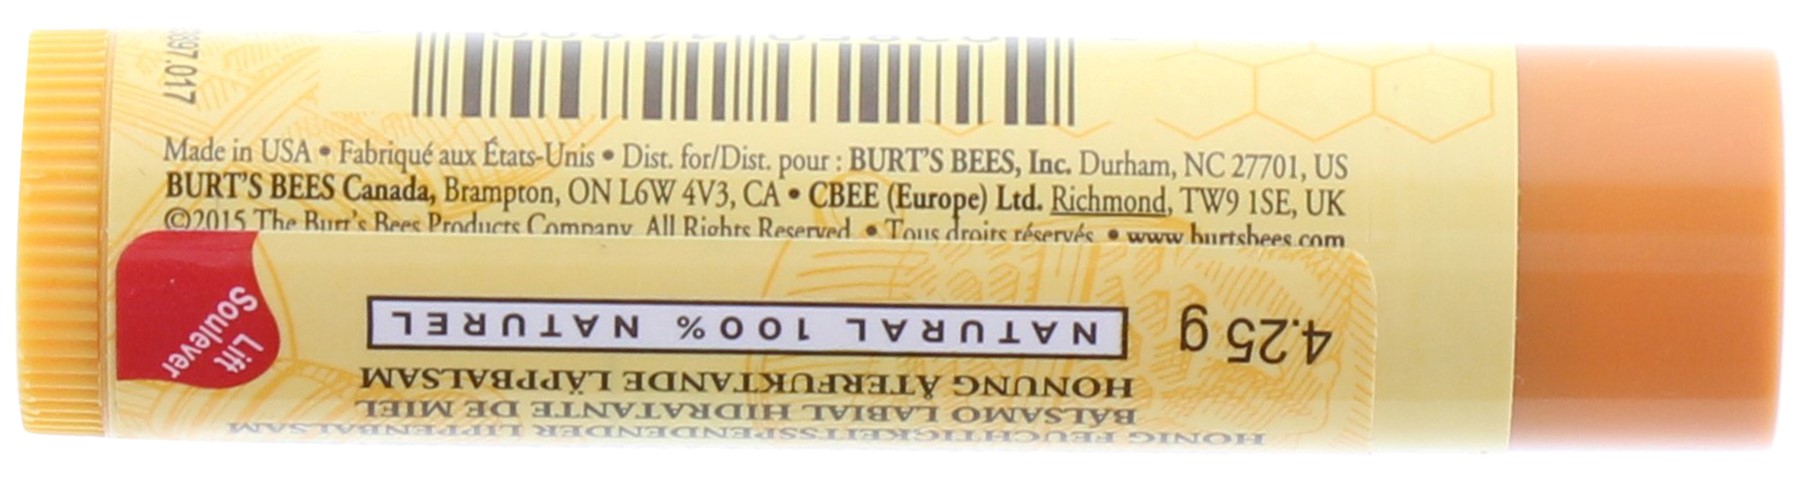 Made in USA • Fabriqué aux États-Unis • Dist. for/Dist. pour : BURT'S BEES, Inc. Durham, NC 27701, US
BURT'S BEES Canada, Brampton, ON L6W 4V3, CA • CBEE (Europe) Ltd. Richmond, TW9 1SE, UK
©2015 The Burt's Bees Products Company. All Rights Reserved. • Tous droits réservés. • www.burtsbees.com
Lift
Soulever
HONIG FEUCHTIGKEITSSPENDENDER LIPPENBALSAM
BÁLSAMO LABIAL HIDRATANTE DE MIEL
HONUNG ÅTERFUKTANDE LÄPPBALSAM
NATURAL 100% NATUREL
4.25 g